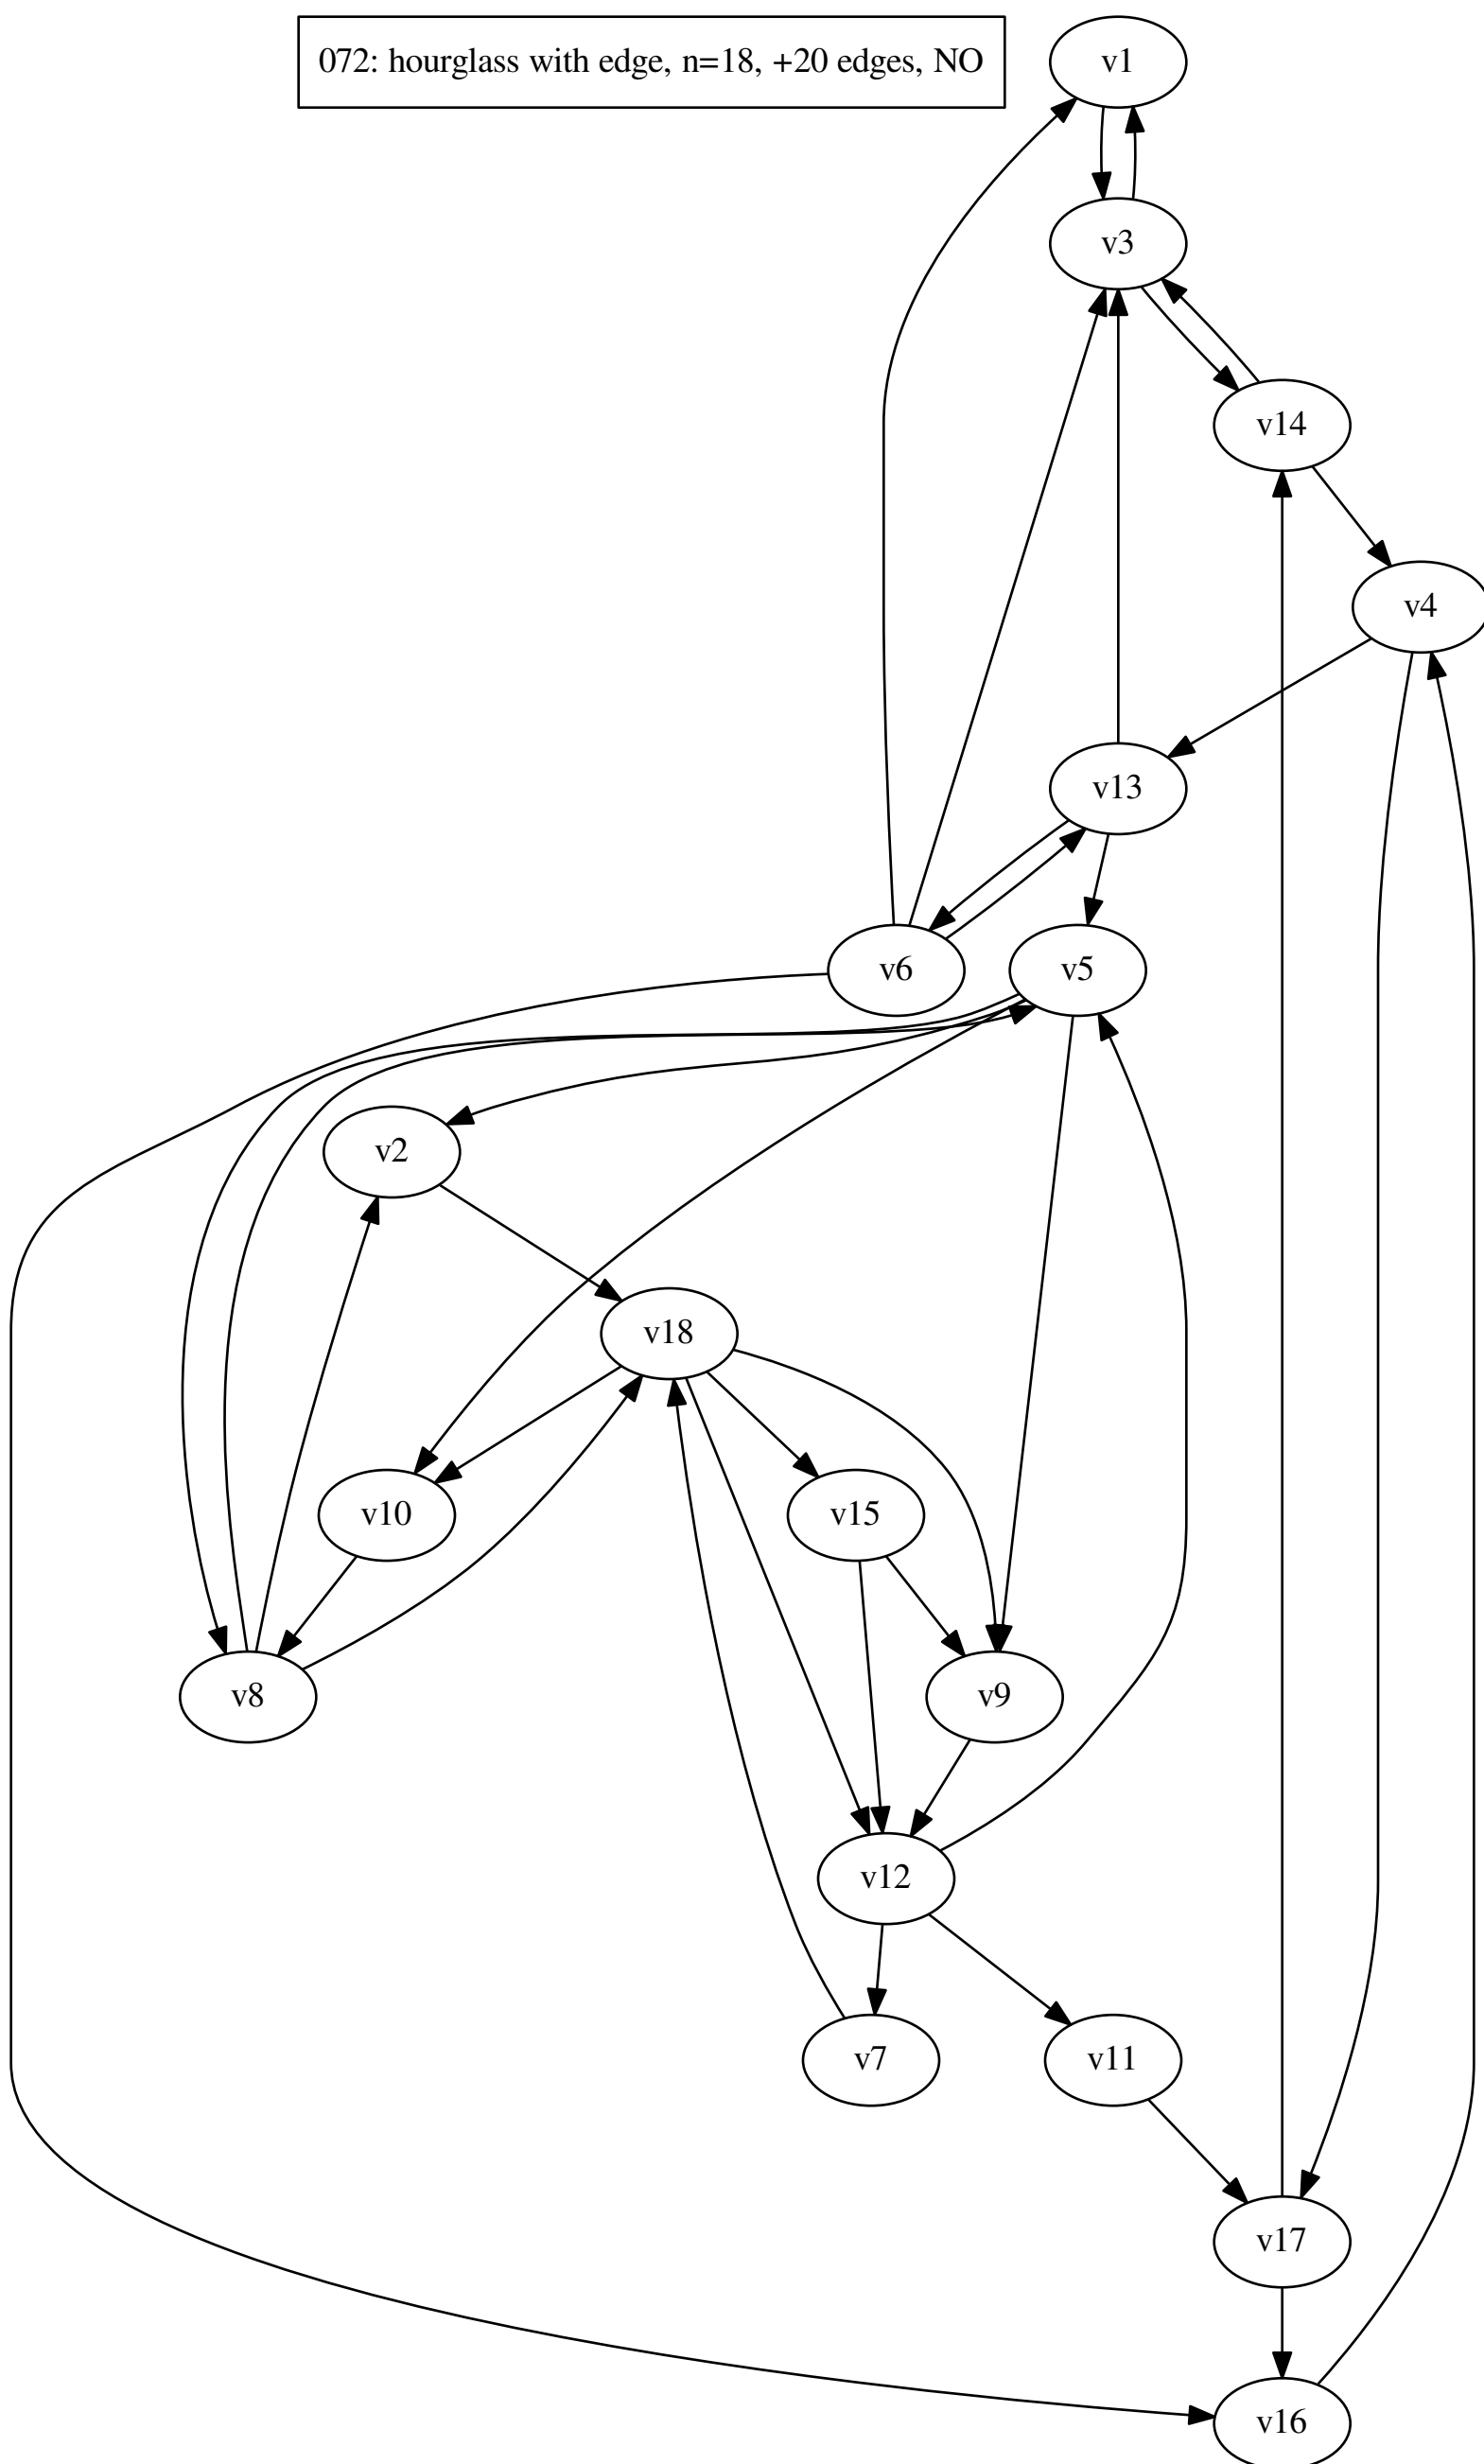 072: hourglass with edge, n=18, +20 edges, NO
v1
v3
v14
v4
v13
v6
v5
v2
v18
v10
v15
v8
v9
v12
v7
v11
v17
v16